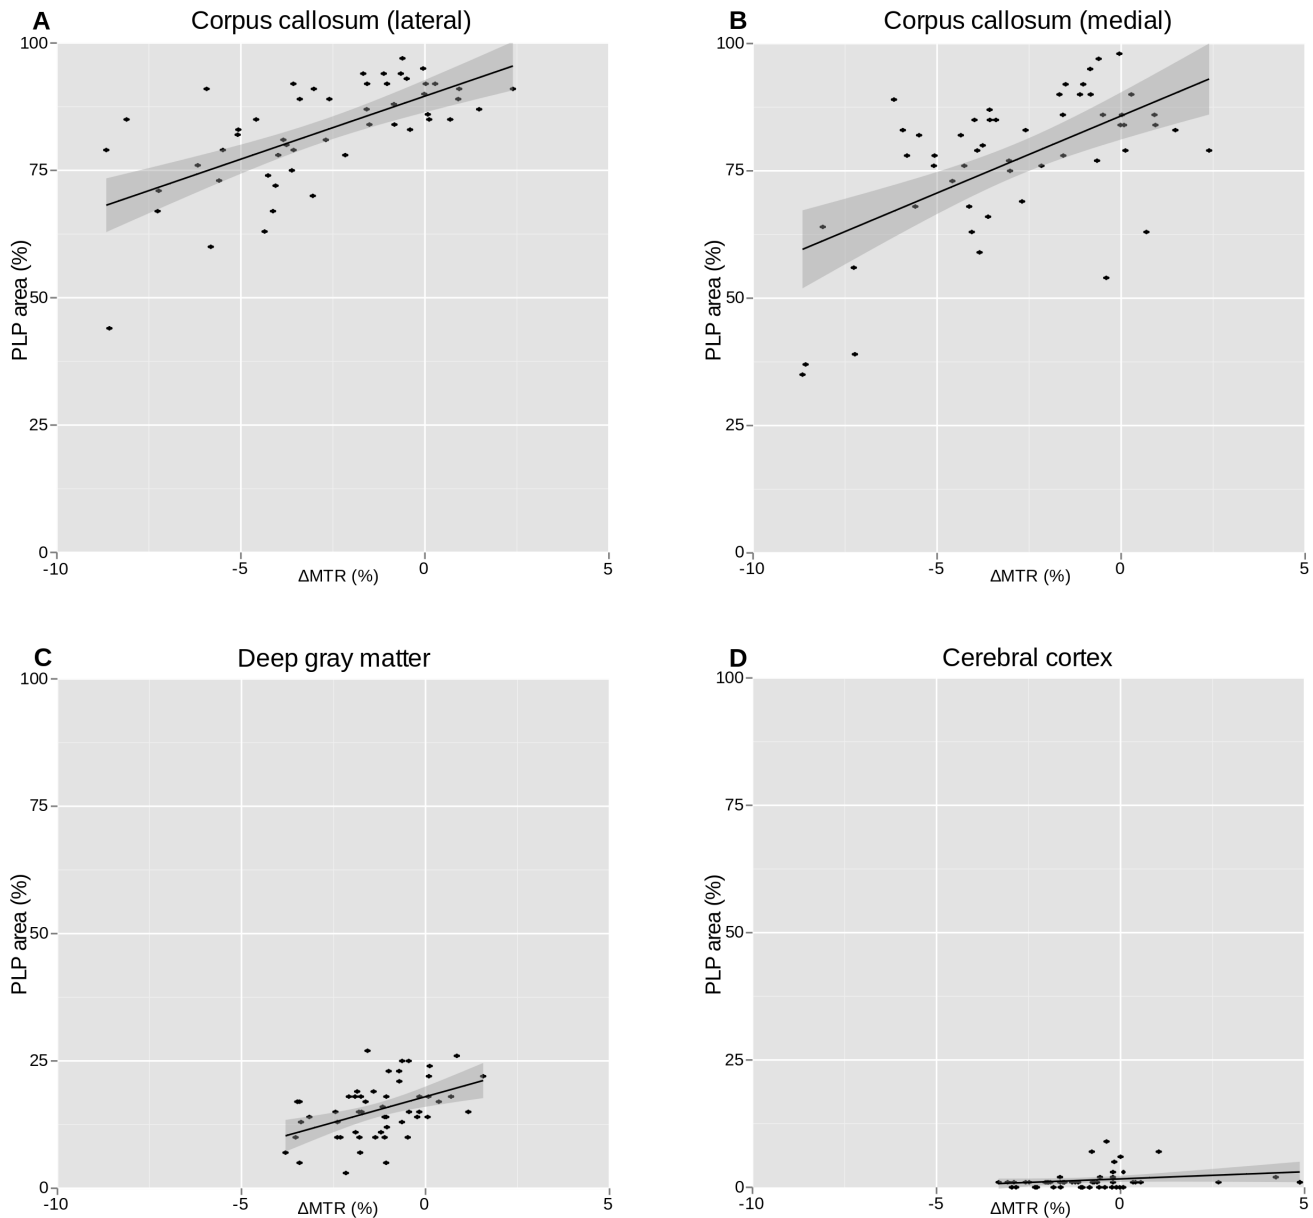 A Corpus callosum (lateral)
100
75
50
25
0
PLP area (%)
-10 -5 0 5
ΔMTR (%)
B Corpus callosum (medial)
100
75
50
25
0
PLP area (%)
-10 -5 0 5
ΔMTR (%)
C Deep gray matter
100
75
50
25
0
PLP area (%)
-10 -5 0 5
ΔMTR (%)
D Cerebral cortex
100
75
50
25
0
PLP area (%)
-10 -5 0 5
ΔMTR (%)